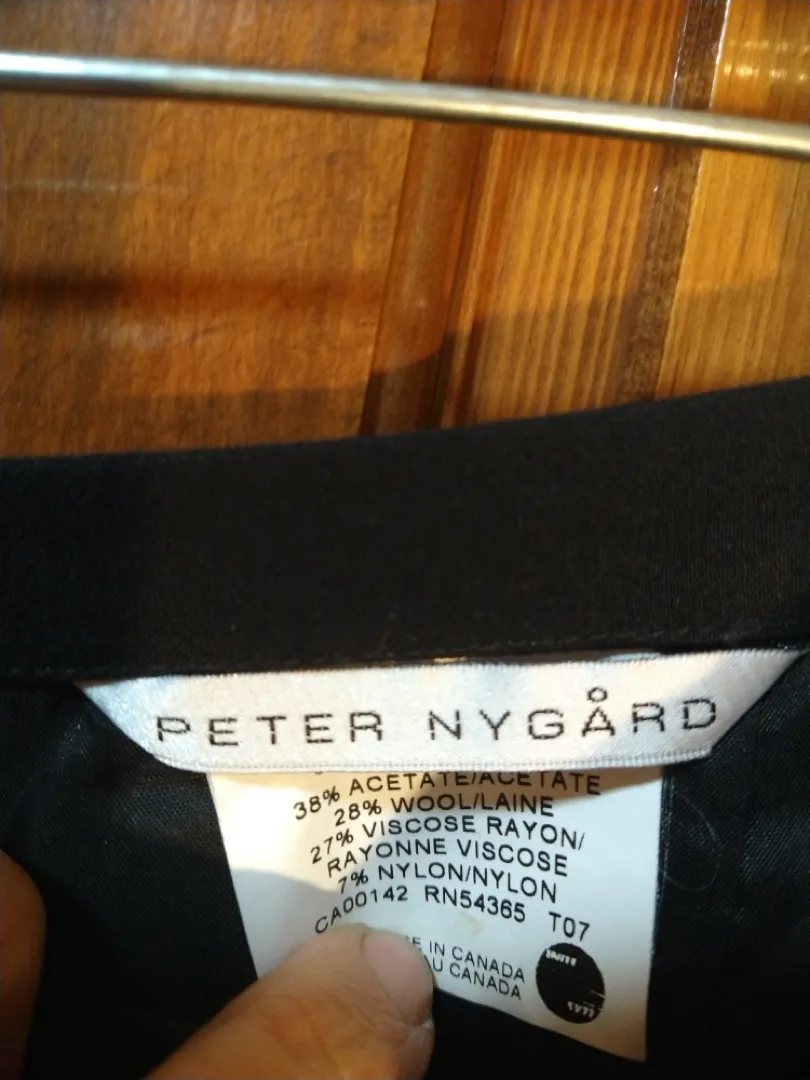 PETER NYGÅRD
38% ACETATE/ACETATE
28% WOOL/LAINE
27% VISCOSE RAYON/
RAYONNE VISCOSE
7% NYLON/NYLON
CA00142 RN54365 T07
IN CANADA
AU CANADA